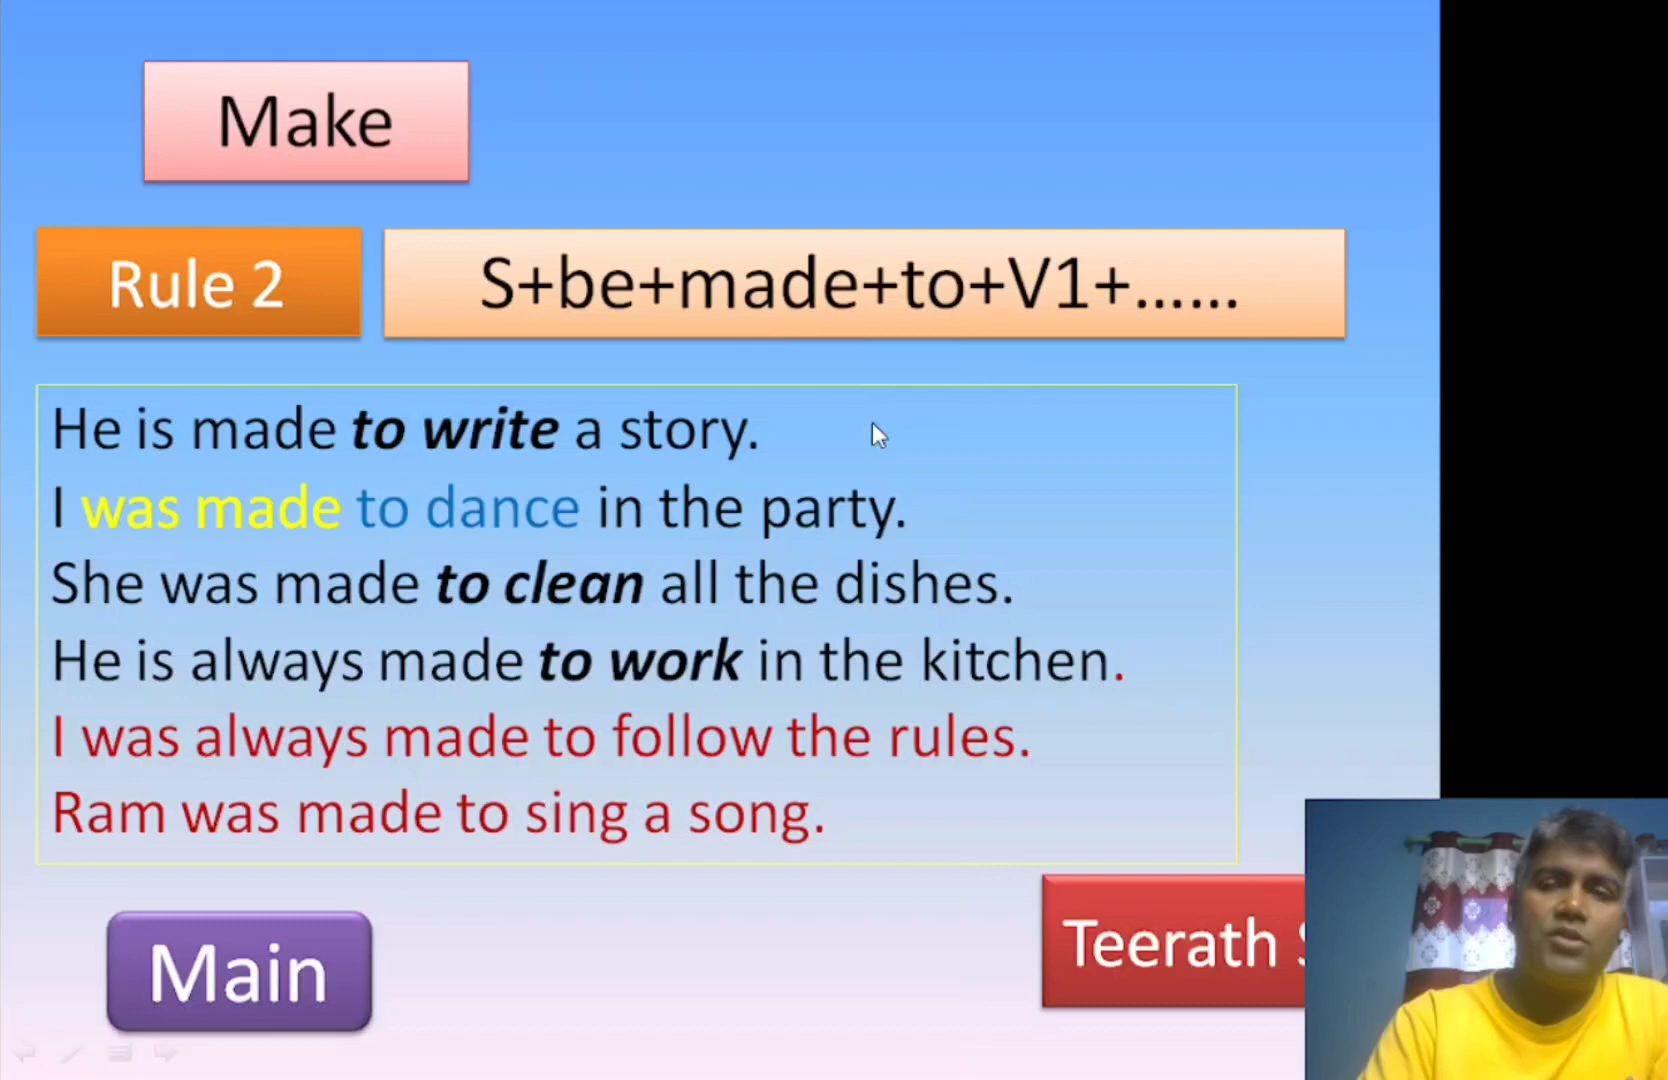 Make
Rule 2
S+be+made+to+V1+......
He is made to write a story.
I was made to dance in the party.
She was made to clean all the dishes.
He is always made to work in the kitchen.
I was always made to follow the rules.
Ram was made to sing a song.
Main
Teerath